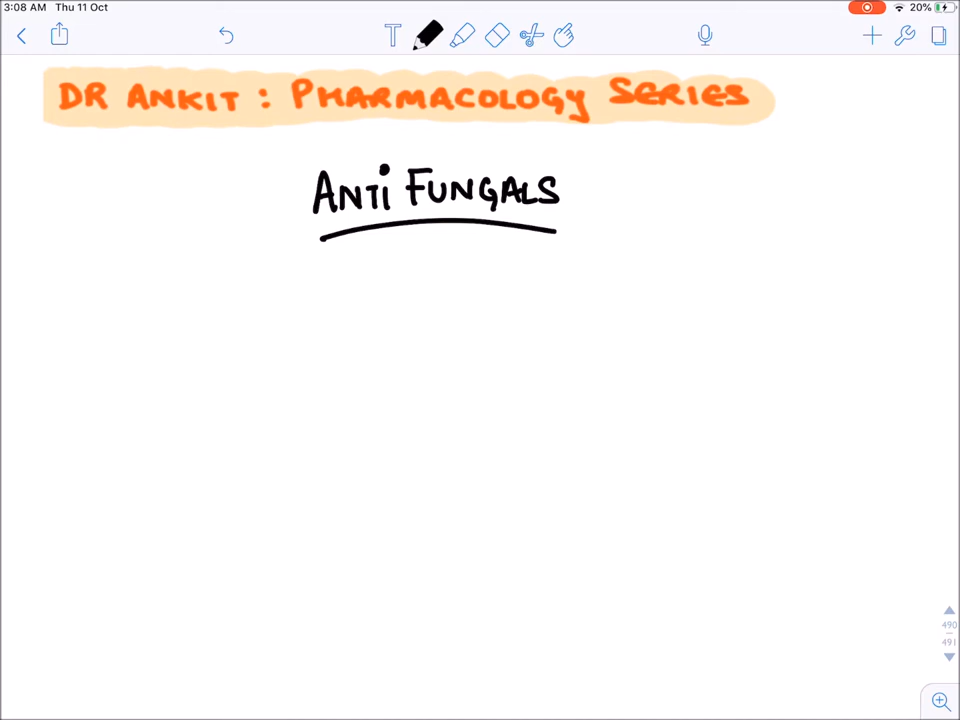 3:08 AM Thu 11 Oct 20%
T
DR ANKIT : PHARMACOLOGY SERIES
ANTi FUNGALS
490
491